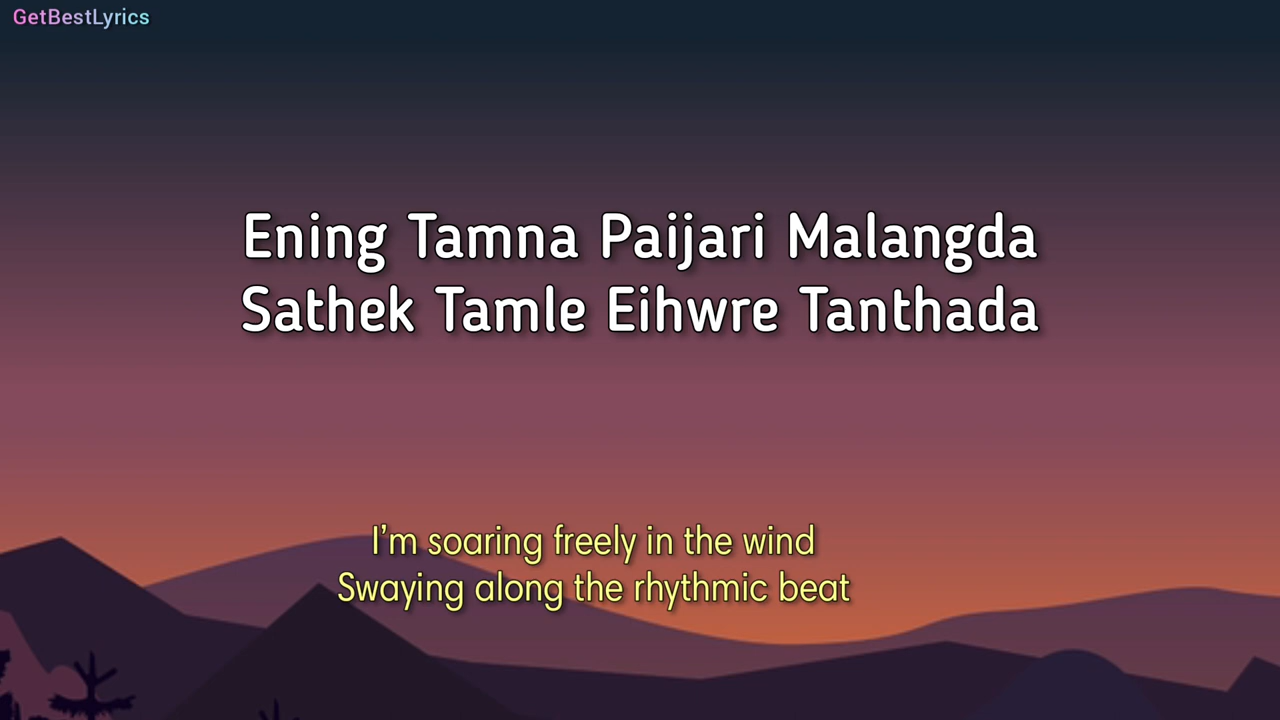 GetBestLyrics
Ening Tamna Paijari Malangda
Sathek Tamle Eihwre Tanthada
I'm soaring freely in the wind
Swaying along the rhythmic beat